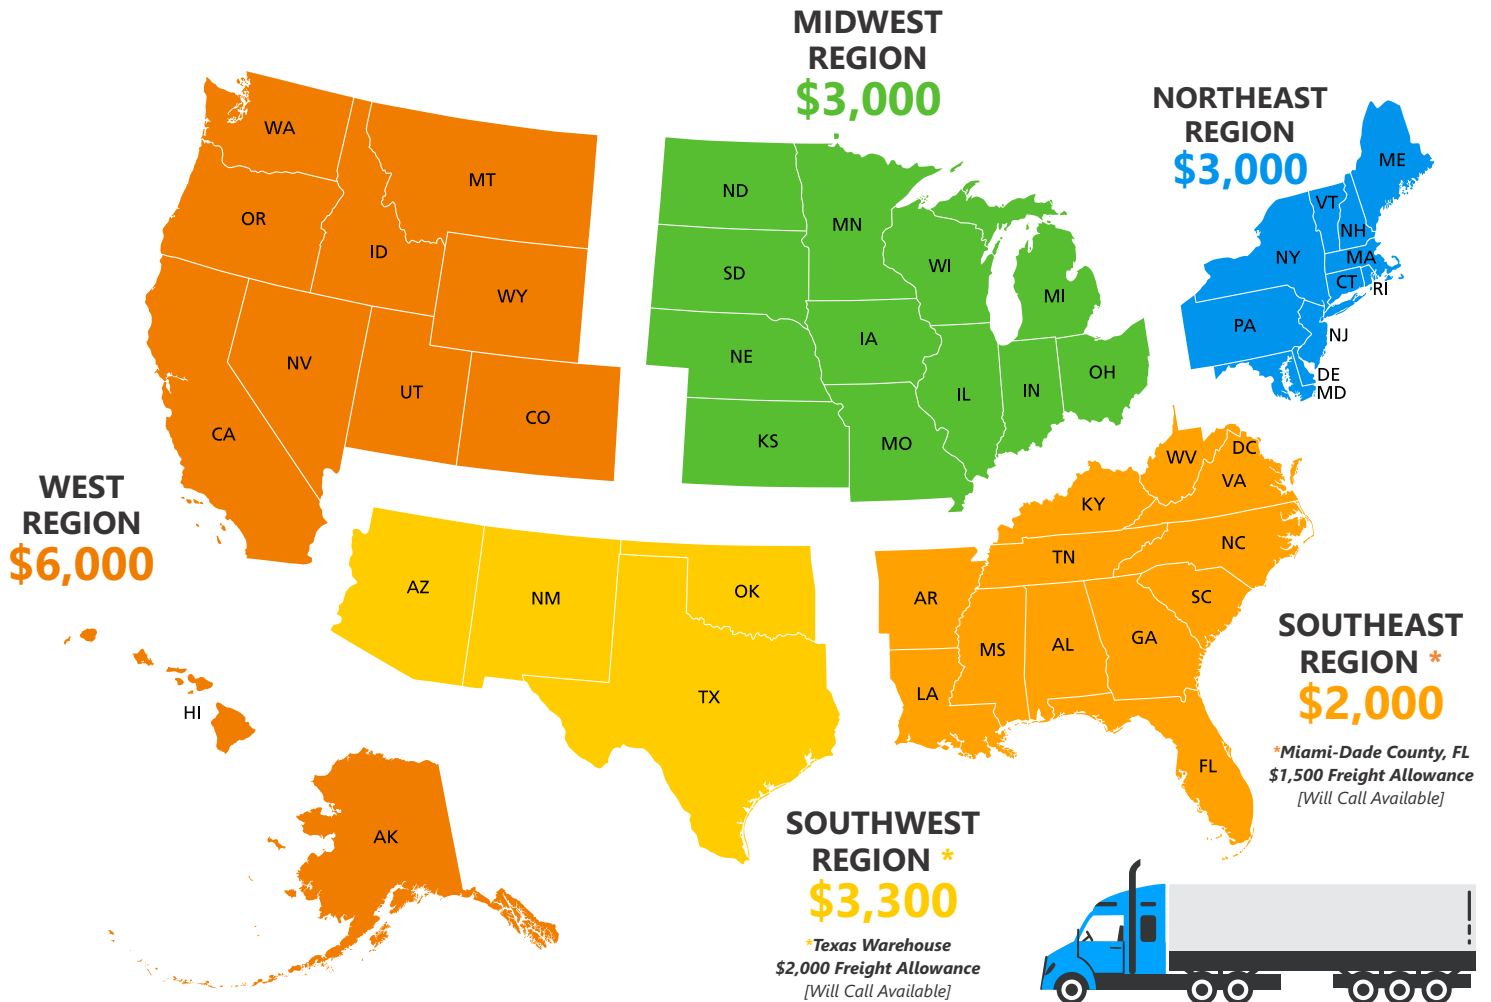 MIDWEST
REGION
$3,000
NORTHEAST
REGION
$3,000
WEST
REGION
$6,000
SOUTHEAST
REGION *
$2,000
*Miami-Dade County, FL
$1,500 Freight Allowance
[Will Call Available]
SOUTHWEST
REGION *
$3,300
*Texas Warehouse
$2,000 Freight Allowance
[Will Call Available]
WA
MT
OR
ID
WY
NV
UT
CO
CA
HI
AK
ND
MN
SD
WI
MI
NE
IA
IL
IN
OH
KS
MO
ME
VT
NH
NY
MA
CT
RI
PA
NJ
DE
MD
AZ
NM
OK
TX
DC
WV
VA
KY
NC
TN
AR
SC
MS
AL
GA
LA
FL